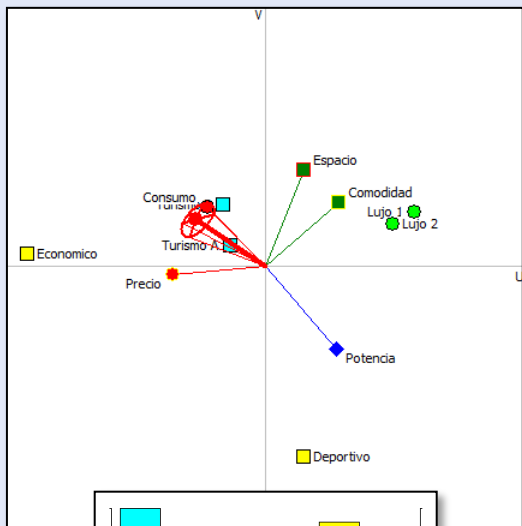 V
Espacio
Consumo
Comodidad
Lujo 1
Lujo 2
Turismo A
Economico
U
Precio
Potencia
Deportivo